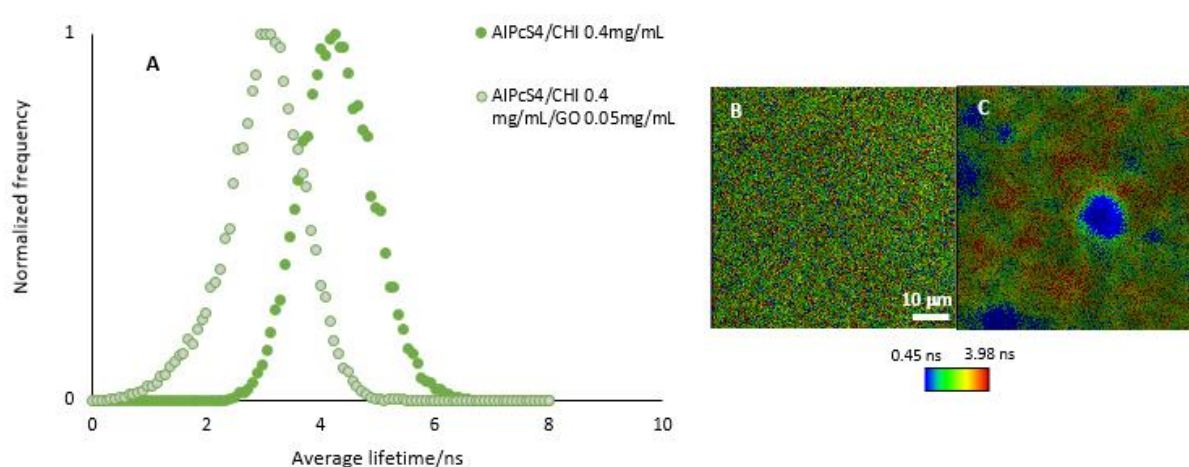 1
A
AlPcS4/CHI 0.4mg/mL
AlPcS4/CHI 0.4
mg/mL/GO 0.05mg/mL
Normalized frequency
0
0 2 4 6 8 10
Average lifetime/ns
B
10 µm
C
0.45 ns 3.98 ns